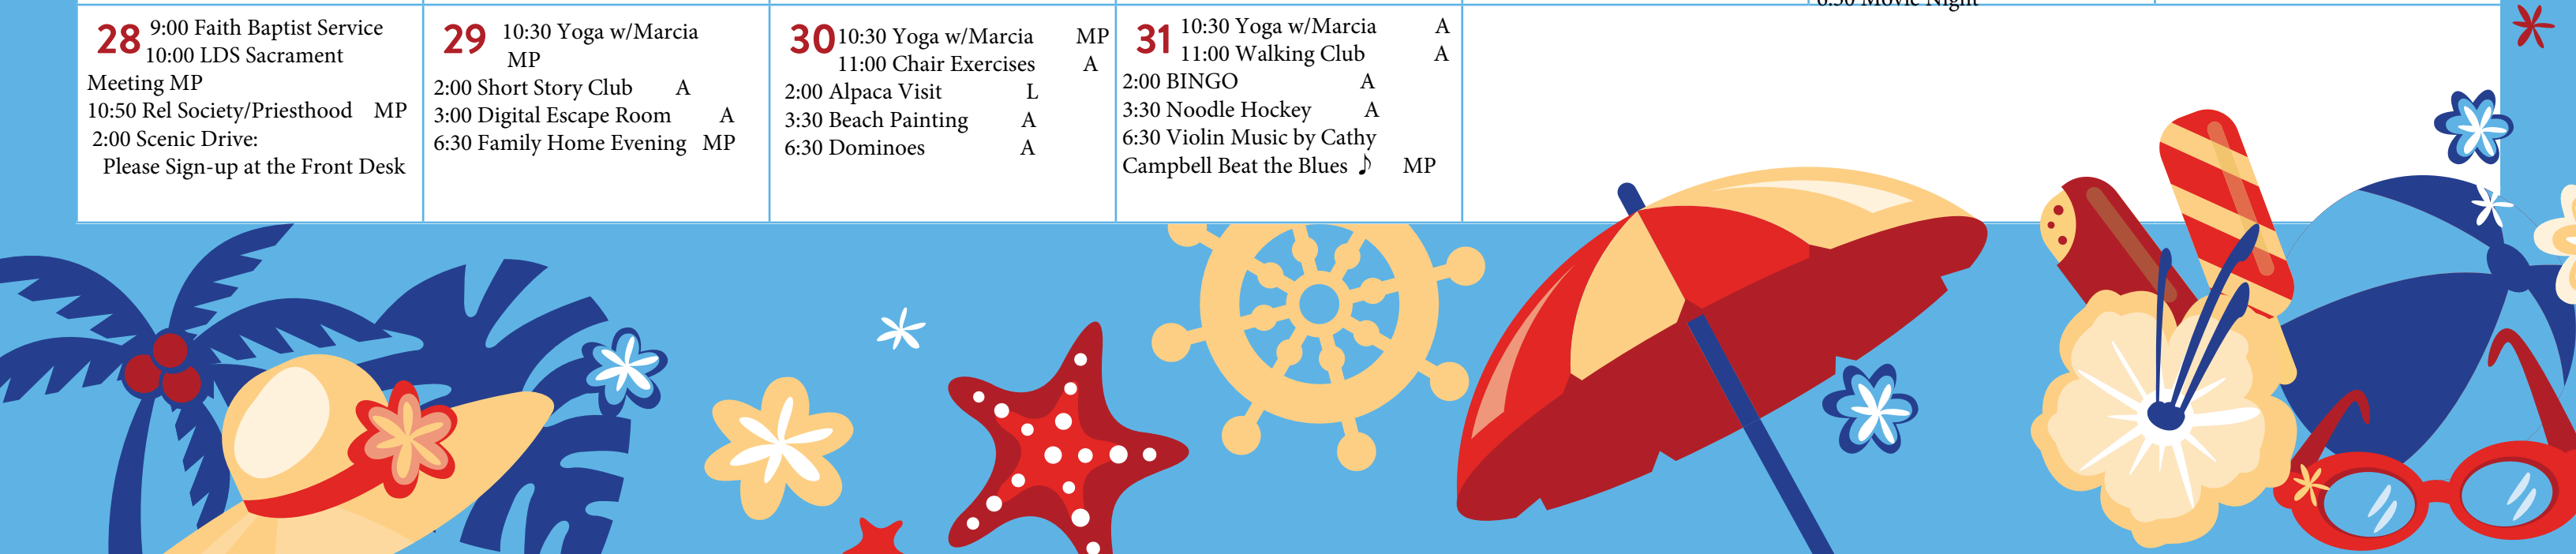 6:30 Movie Night
28 9:00 Faith Baptist Service
10:00 LDS Sacrament
Meeting MP
10:50 Rel Society/Priesthood MP
2:00 Scenic Drive:
Please Sign-up at the Front Desk
29 10:30 Yoga w/Marcia
MP
2:00 Short Story Club A
3:00 Digital Escape Room A
6:30 Family Home Evening MP
30 10:30 Yoga w/Marcia MP
11:00 Chair Exercises A
2:00 Alpaca Visit L
3:30 Beach Painting A
6:30 Dominoes A
31 10:30 Yoga w/Marcia A
11:00 Walking Club A
2:00 BINGO A
3:30 Noodle Hockey A
6:30 Violin Music by Cathy
Campbell Beat the Blues ♪ MP